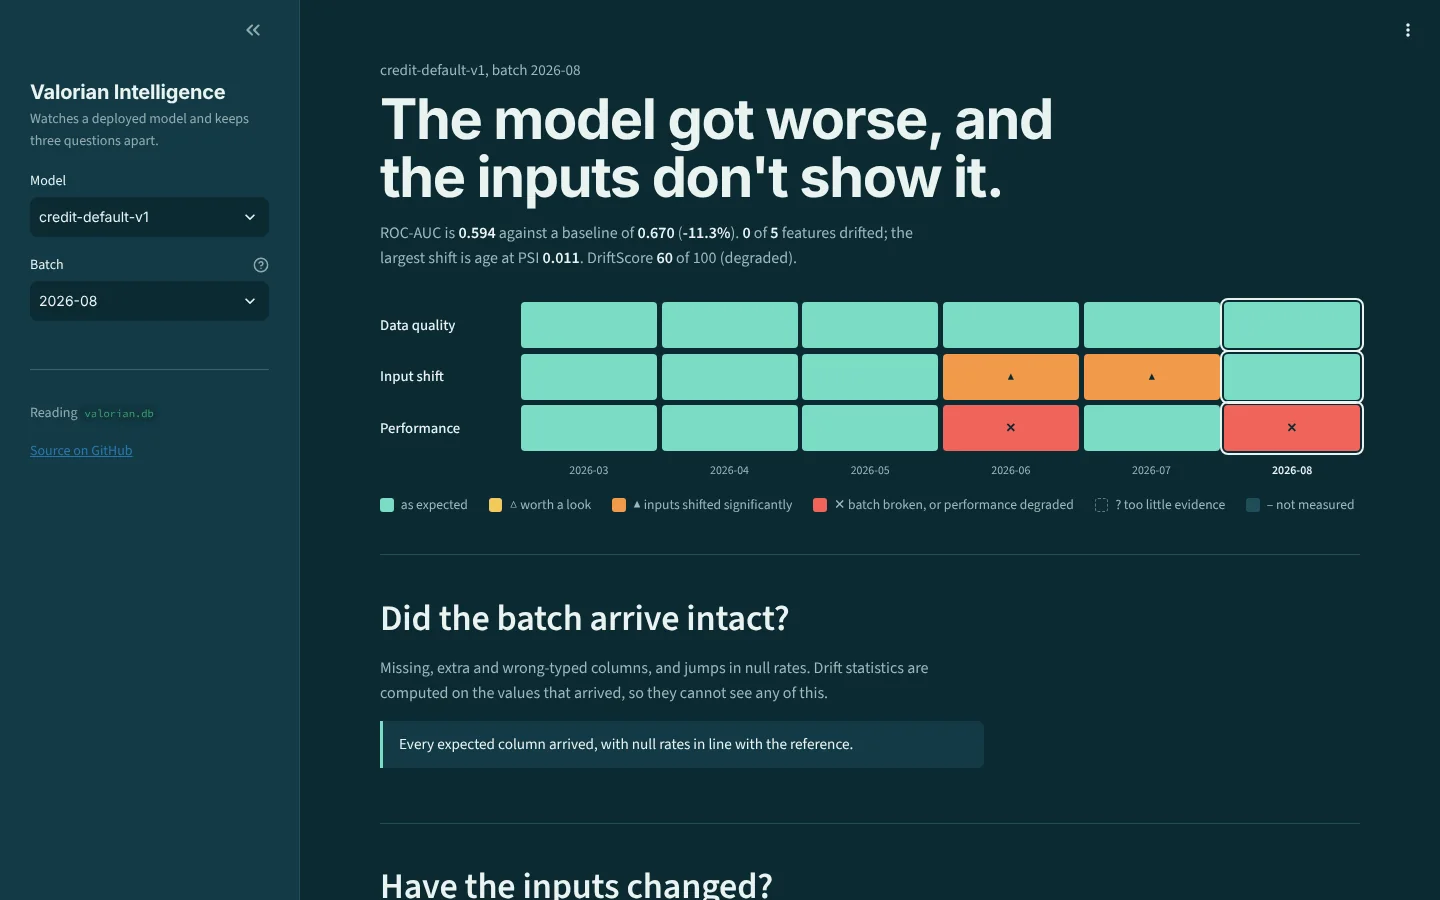 Valorian Intelligence
Watches a deployed model and keeps
three questions apart.
Model
credit-default-v1
Batch
2026-08
Reading valorian.db
Source on GitHub
credit-default-v1, batch 2026-08
The model got worse, and
the inputs don't show it.
ROC-AUC is 0.594 against a baseline of 0.670 (-11.3%). 0 of 5 features drifted; the
largest shift is age at PSI 0.011. DriftScore 60 of 100 (degraded).
Data quality
Input shift
▲ ▲
Performance
✕ ✕
2026-03 2026-04 2026-05 2026-06 2026-07 2026-08
as expected △ worth a look ▲ inputs shifted significantly ✕ batch broken, or performance degraded ? too little evidence – not measured
Did the batch arrive intact?
Missing, extra and wrong-typed columns, and jumps in null rates. Drift statistics are
computed on the values that arrived, so they cannot see any of this.
Every expected column arrived, with null rates in line with the reference.
Have the inputs changed?